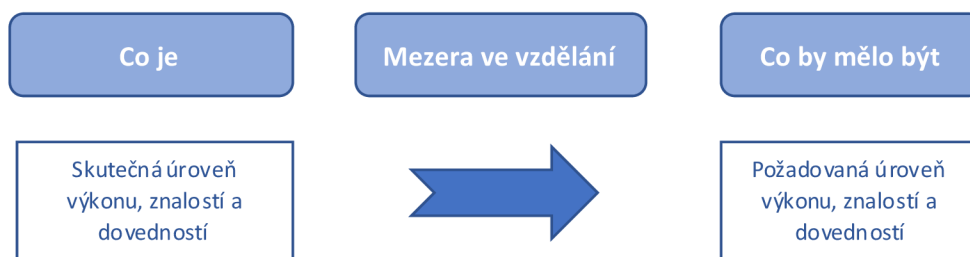 Co je
Mezera ve vzdělání
Co by mělo být
Skutečná úroveň
výkonu, znalostí a
dovedností
Požadovaná úroveň
výkonu, znalostí a
dovedností